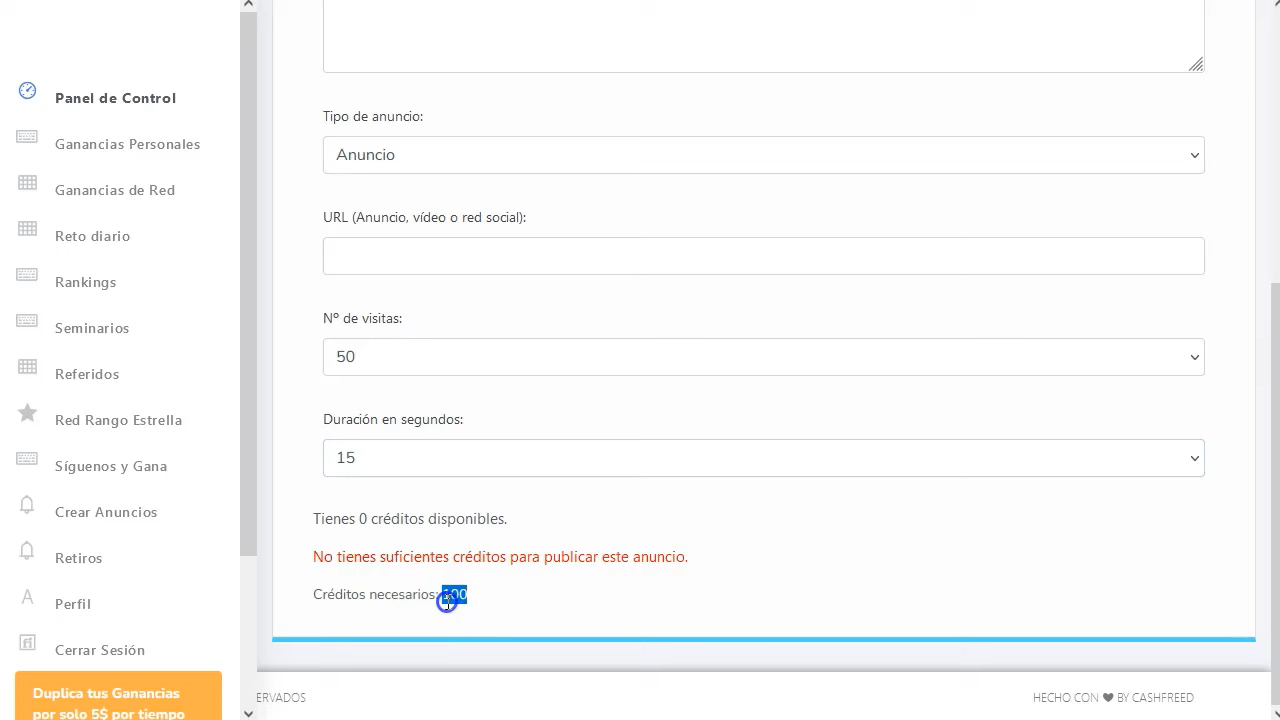 Panel de Control
Ganancias Personales
Ganancias de Red
Reto diario
Rankings
Seminarios
Referidos
Red Rango Estrella
Síguenos y Gana
Crear Anuncios
Retiros
Perfil
Cerrar Sesión
Duplica tus Ganancias
por solo 5$ por tiempo
Tipo de anuncio:
Anuncio
URL (Anuncio, vídeo o red social):
Nº de visitas:
50
Duración en segundos:
15
Tienes 0 créditos disponibles.
No tienes suficientes créditos para publicar este anuncio.
Créditos necesarios: 100
ERVADOS
HECHO CON BY CASHFREED